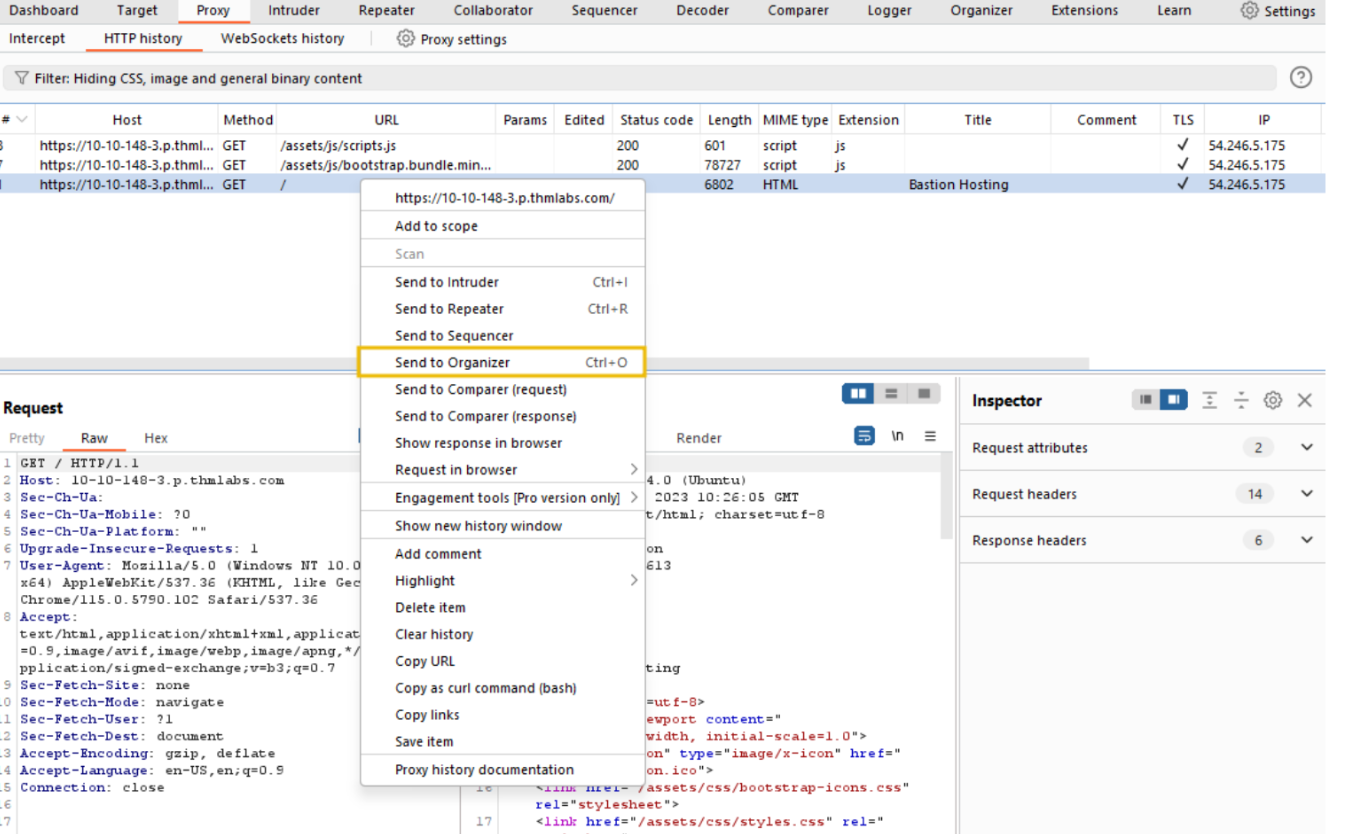 Dashboard Target Proxy Intruder Repeater Collaborator Sequencer Decoder Comparer Logger Organizer Extensions Learn Settings
Intercept HTTP history WebSockets history Proxy settings
Filter: Hiding CSS, image and general binary content ?
# Host Method URL Params Edited Status code Length MIME type Extension Title Comment TLS IP
https://10-10-148-3.p.thml... GET /assets/js/scripts.js 200 601 script js ✓ 54.246.5.175
https://10-10-148-3.p.thml... GET /assets/js/bootstrap.bundle.min... 200 78727 script js ✓ 54.246.5.175
https://10-10-148-3.p.thml... GET / 6802 HTML Bastion Hosting ✓ 54.246.5.175
https://10-10-148-3.p.thmlabs.com/
Add to scope
Scan
Send to Intruder Ctrl+I
Send to Repeater Ctrl+R
Send to Sequencer
Send to Organizer Ctrl+O
Send to Comparer (request)
Send to Comparer (response)
Show response in browser
Request in browser
Engagement tools [Pro version only]
Show new history window
Add comment
Highlight
Delete item
Clear history
Copy URL
Copy as curl command (bash)
Copy links
Save item
Proxy history documentation
Request
Pretty Raw Hex
1 GET / HTTP/1.1
2 Host: 10-10-148-3.p.thmlabs.com
3 Sec-Ch-Ua:
4 Sec-Ch-Ua-Mobile: ?0
5 Sec-Ch-Ua-Platform: ""
6 Upgrade-Insecure-Requests: 1
7 User-Agent: Mozilla/5.0 (Windows NT 10.0
x64) AppleWebKit/537.36 (KHTML, like Gec
Chrome/115.0.5790.102 Safari/537.36
8 Accept:
text/html,application/xhtml+xml,applicat
=0.9,image/avif,image/webp,image/apng,*/
pplication/signed-exchange;v=b3;q=0.7
9 Sec-Fetch-Site: none
0 Sec-Fetch-Mode: navigate
1 Sec-Fetch-User: ?1
2 Sec-Fetch-Dest: document
3 Accept-Encoding: gzip, deflate
4 Accept-Language: en-US,en;q=0.9
5 Connection: close
6
7
Render \n
4.0 (Ubuntu)
2023 10:26:05 GMT
t/html; charset=utf-8
on
613
ting
=utf-8>
ewport content="
width, initial-scale=1.0">
on" type="image/x-icon" href="
on.ico">
16 <link href="/assets/css/bootstrap-icons.css"
rel="stylesheet">
17 <link href="/assets/css/styles.css" rel="
Inspector
Request attributes 2
Request headers 14
Response headers 6